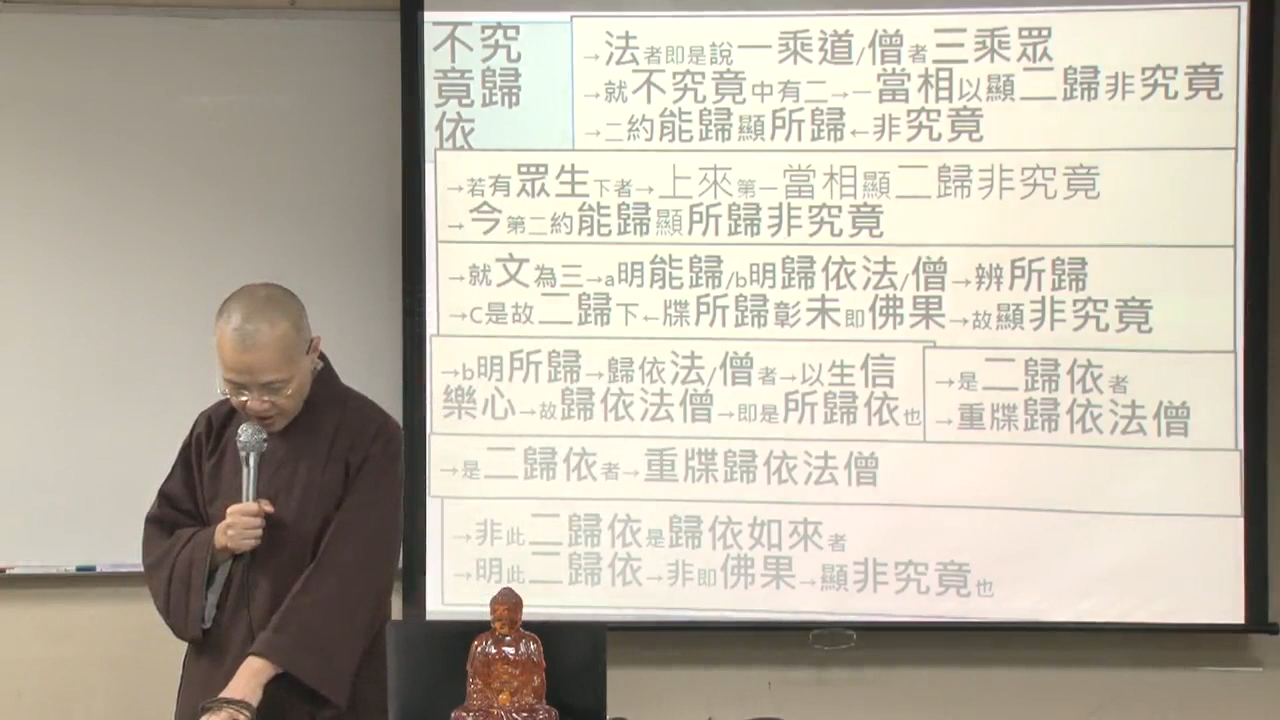 不究
竟歸
依
→法者即是說一乘道/僧者三乘眾
→就不究竟中有二→一當相以顯二歸非究竟
→二約能歸顯所歸←非究竟
→若有眾生下者→上來第一當相顯二歸非究竟
→今第二約能歸顯所歸非究竟
→就文為三→a明能歸/b明歸依法/僧→辨所歸
→C是故二歸下←牒所歸彰未即佛果→故顯非究竟
→b明所歸→歸依法/僧者→以生信
樂心→故歸依法僧→即是所歸依也
→是二歸依者
→重牒歸依法僧
→是二歸依者→重牒歸依法僧
→非此二歸依是歸依如來者
→明此二歸依→非即佛果→顯非究竟也